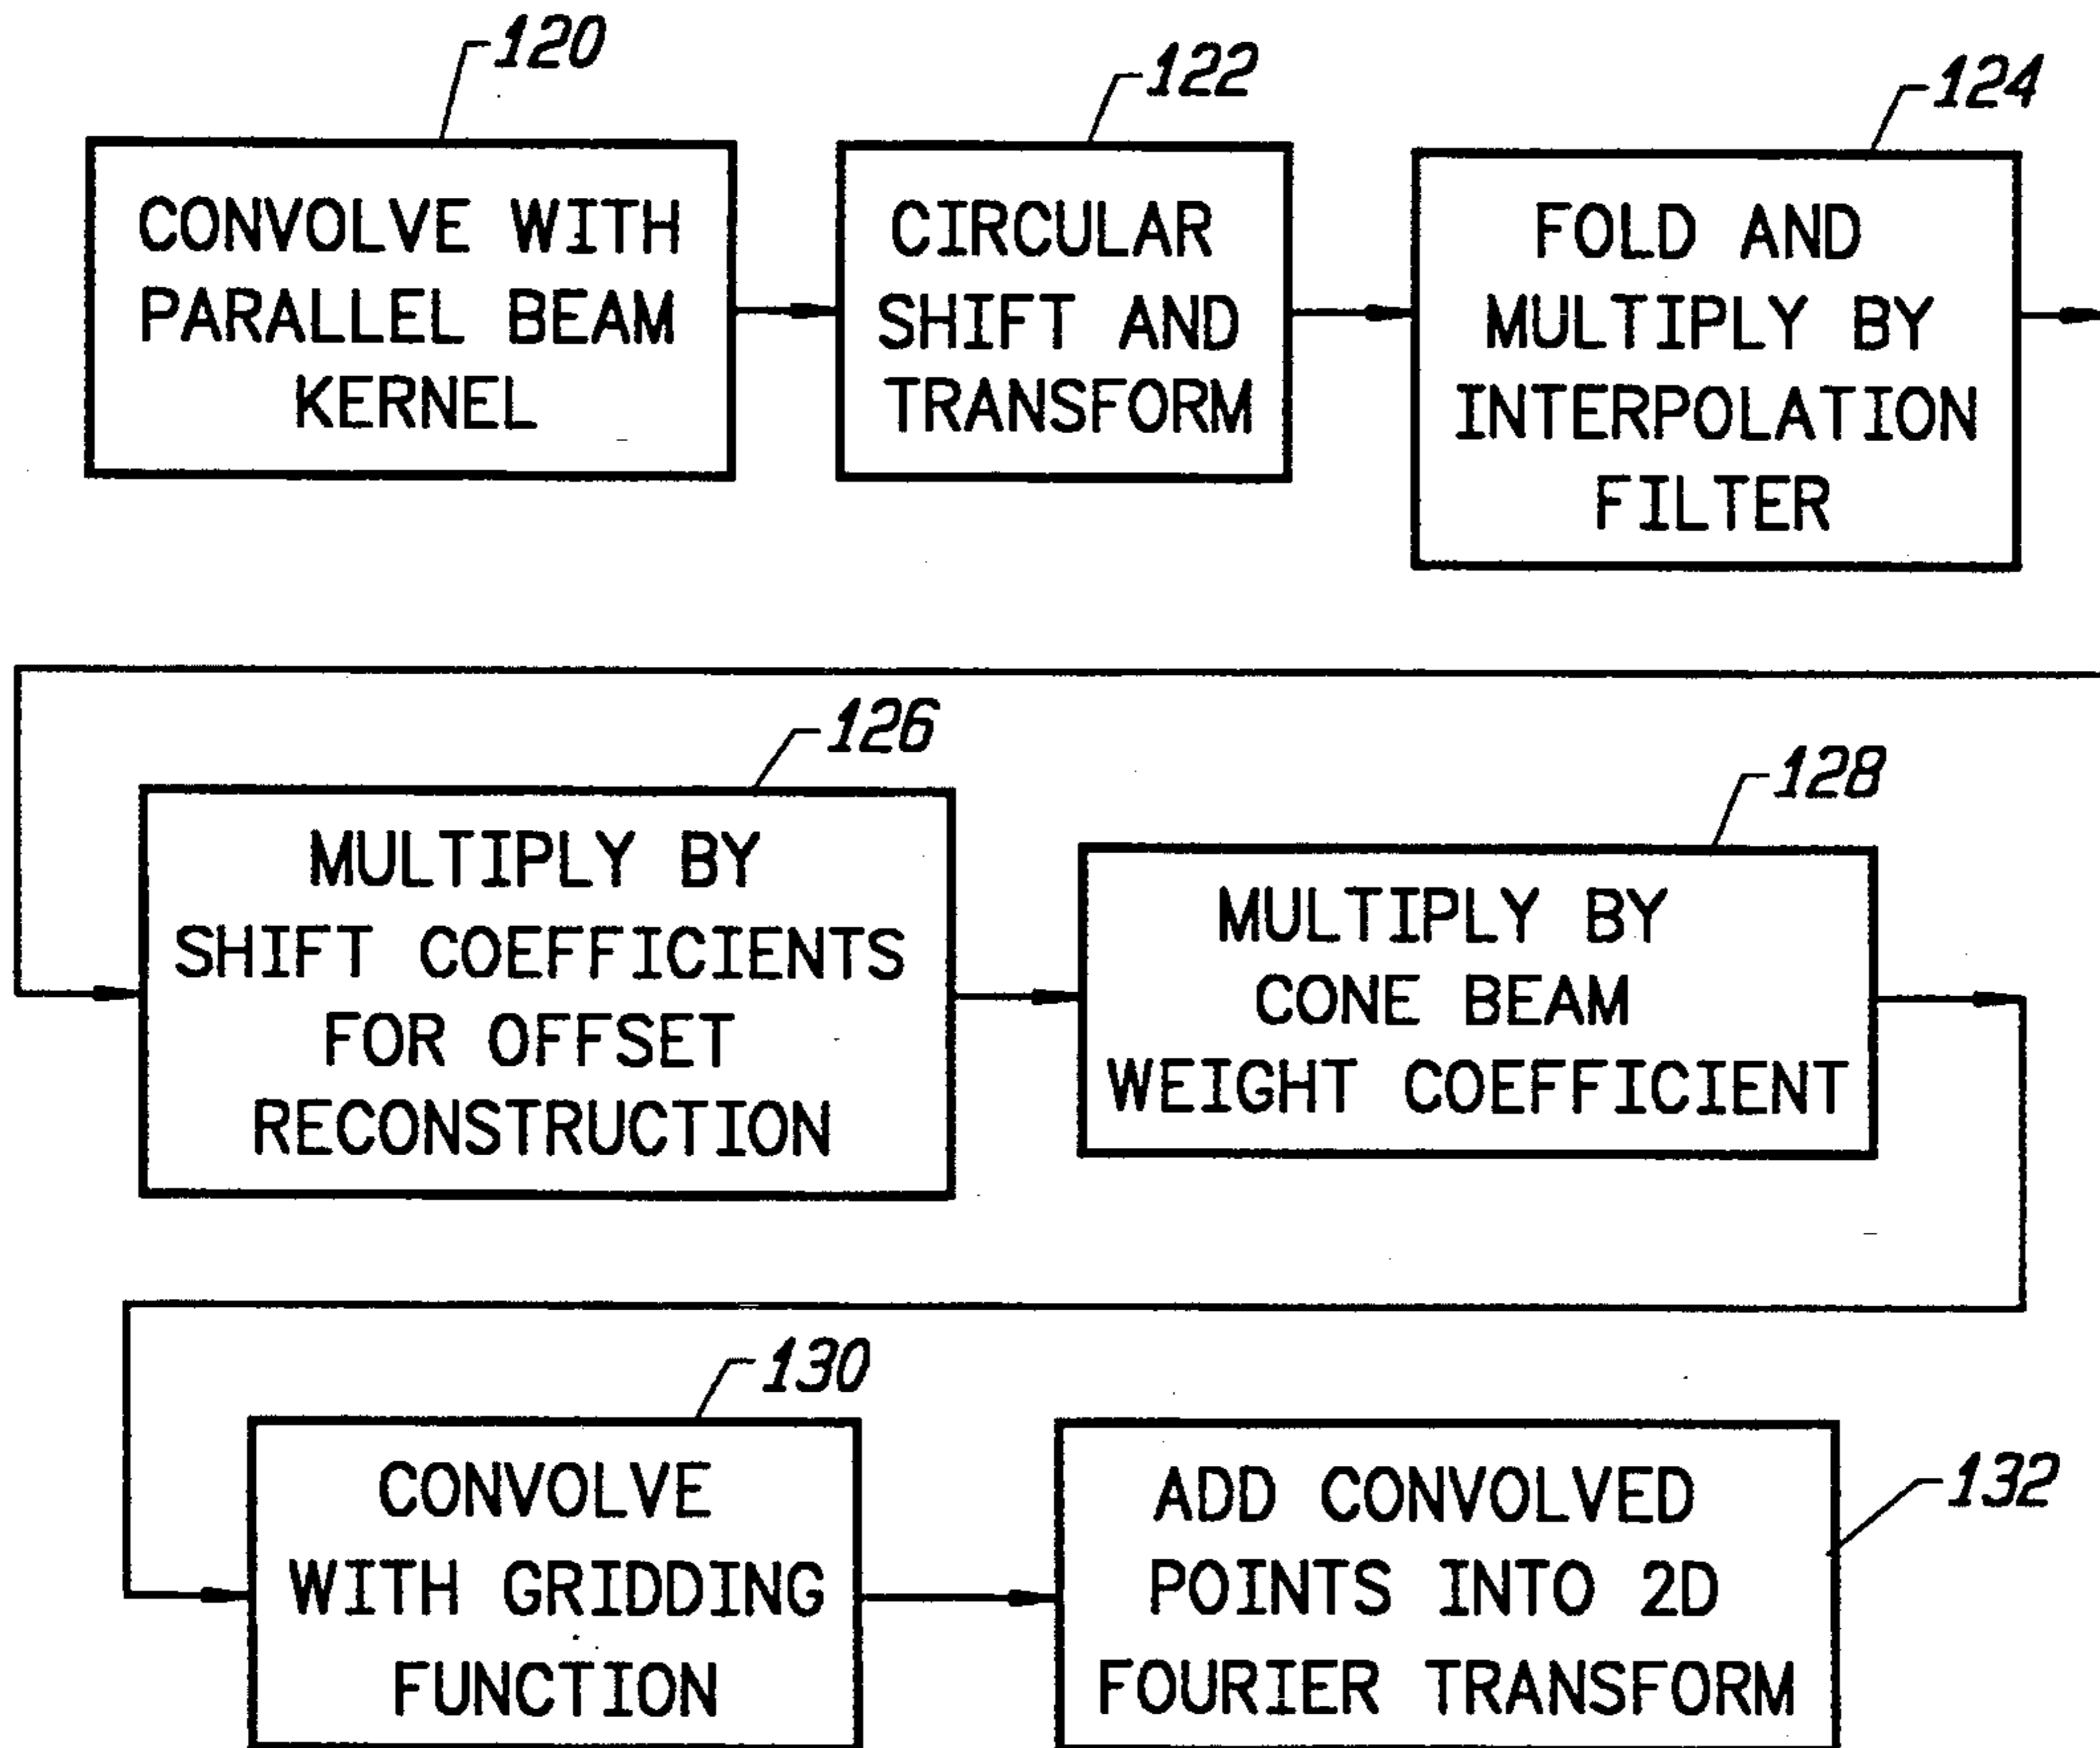 120
CONVOLVE WITH
PARALLEL BEAM
KERNEL
122
CIRCULAR
SHIFT AND
TRANSFORM
124
FOLD AND
MULTIPLY BY
INTERPOLATION
FILTER
126
MULTIPLY BY
SHIFT COEFFICIENTS
FOR OFFSET
RECONSTRUCTION
128
MULTIPLY BY
CONE BEAM
WEIGHT COEFFICIENT
130
CONVOLVE
WITH GRIDDING
FUNCTION
132
ADD CONVOLVED
POINTS INTO 2D
FOURIER TRANSFORM